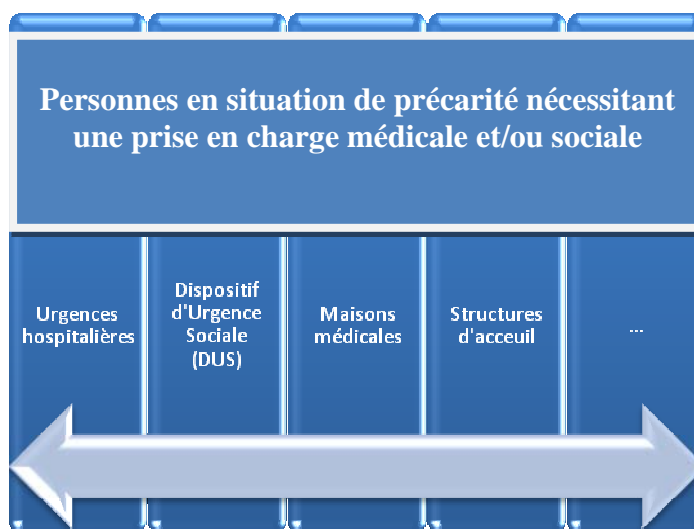 Personnes en situation de précarité nécessitant
une prise en charge médicale et/ou sociale
Urgences
hospitalières
Dispositif
d'Urgence
Sociale
(DUS)
Maisons
médicales
Structures
d'acceuil
...